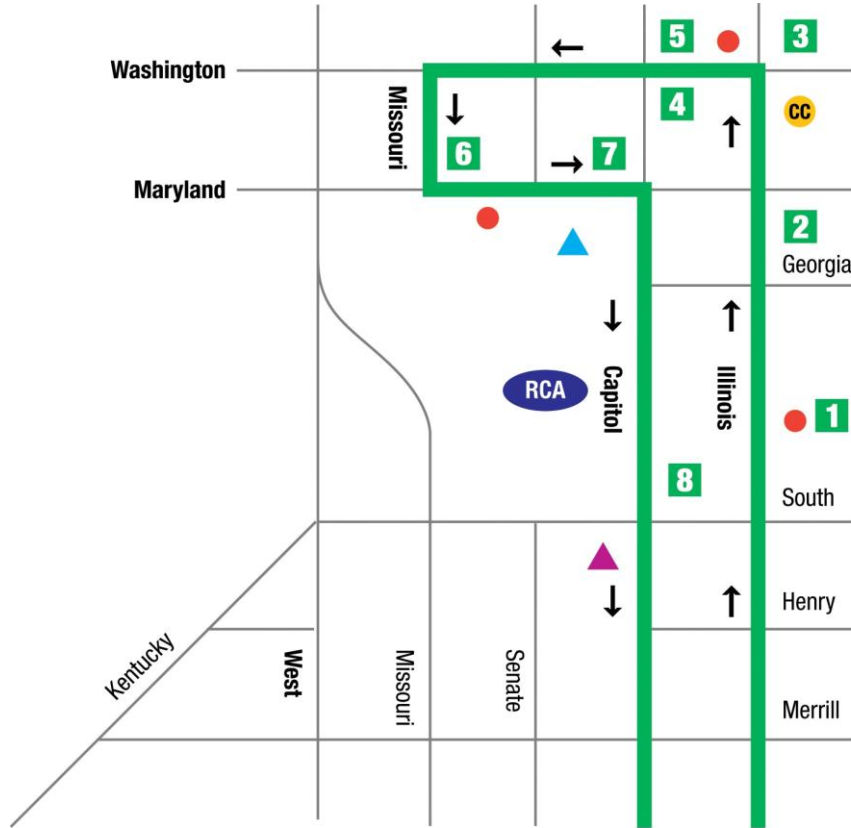 5
3
Washington
Missouri
4
CC
6
7
Maryland
2
Georgia
RCA
Capitol
Illinois
1
8
South
Henry
Kentucky
West
Missouri
Senate
Merrill